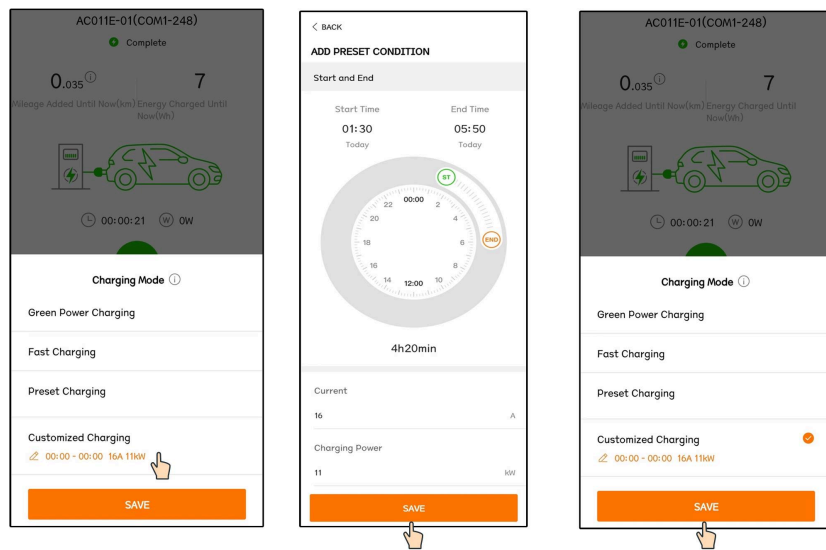 AC011E-01(COM1-248)
Complete
0.035 7
Mileage Added Until Now(km) Energy Charged Until
Now(Wh)
00:00:21 W 0W
Charging Mode i
Green Power Charging
Fast Charging
Preset Charging
Customized Charging
00:00 - 00:00 16A 11kW
SAVE
< BACK
ADD PRESET CONDITION
Start and End
Start Time End Time
01:30 05:50
Today Today
ST
END
00:00
2
4
6
8
10
12:00
14
16
18
20
22
4h20min
Current
16 A
Charging Power
11 kW
SAVE
AC011E-01(COM1-248)
Complete
0.035 7
Mileage Added Until Now(km) Energy Charged Until
Now(Wh)
00:00:21 W 0W
Charging Mode i
Green Power Charging
Fast Charging
Preset Charging
Customized Charging
00:00 - 00:00 16A 11kW
SAVE